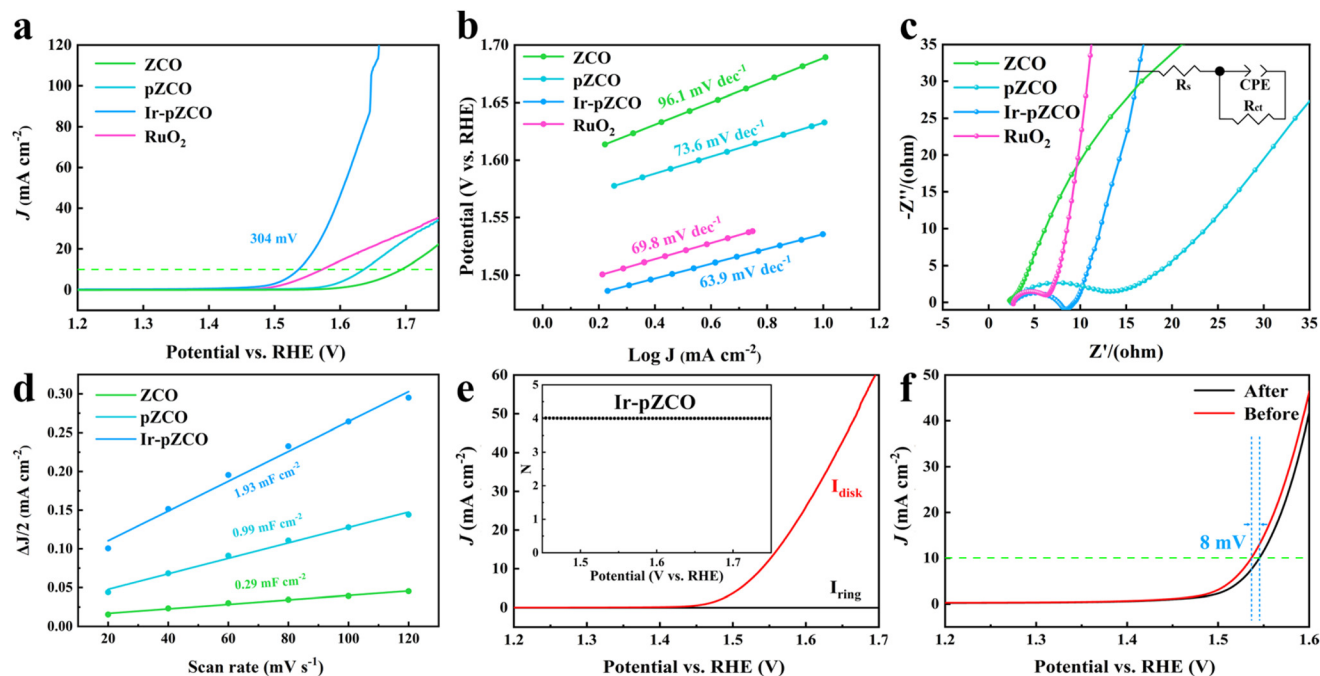 a
120
100
80
60
40
20
0
ZCO
pZCO
Ir-pZCO
RuO₂
304 mV
J (mA cm⁻²)
1.2 1.3 1.4 1.5 1.6 1.7
Potential vs. RHE (V)
b
1.70
1.65
1.60
1.55
1.50
ZCO
pZCO
Ir-pZCO
RuO₂
96.1 mV dec⁻¹
73.6 mV dec⁻¹
69.8 mV dec⁻¹
63.9 mV dec⁻¹
Potential (V vs. RHE)
0.0 0.2 0.4 0.6 0.8 1.0 1.2
Log J (mA cm⁻²)
c
35
30
25
20
15
10
5
0
ZCO
pZCO
Ir-pZCO
RuO₂
Rs
CPE
Rct
-Z''/(ohm)
-5 0 5 10 15 20 25 30 35
Z'/(ohm)
d
0.30
0.25
0.20
0.15
0.10
0.05
0.00
ZCO
pZCO
Ir-pZCO
1.93 mF cm⁻²
0.99 mF cm⁻²
0.29 mF cm⁻²
ΔJ/2 (mA cm⁻²)
20 40 60 80 100 120
Scan rate (mV s⁻¹)
e
60
50
40
30
20
10
0
5
4
3
2
1
0
Ir-pZCO
N
1.5 1.6 1.7
Potential (V vs. RHE)
Idisk
Iring
J (mA cm⁻²)
1.2 1.3 1.4 1.5 1.6 1.7
Potential vs. RHE (V)
f
50
40
30
20
10
0
After
Before
8 mV
J (mA cm⁻²)
1.2 1.3 1.4 1.5 1.6
Potential vs. RHE (V)